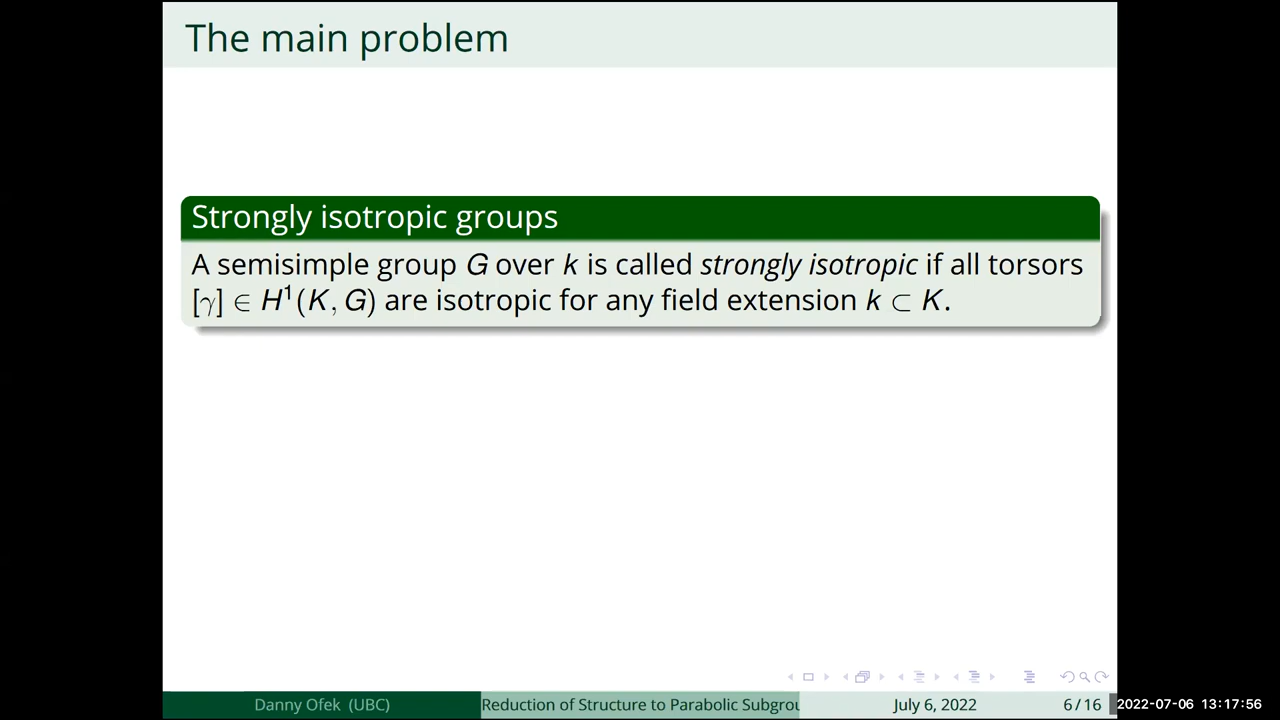 The main problem
Strongly isotropic groups
A semisimple group G over k is called strongly isotropic if all torsors
[γ] ∈ H¹(K, G) are isotropic for any field extension k ⊂ K.
Danny Ofek (UBC) Reduction of Structure to Parabolic Subgrou July 6, 2022 6 / 16 2022-07-06 13:17:56